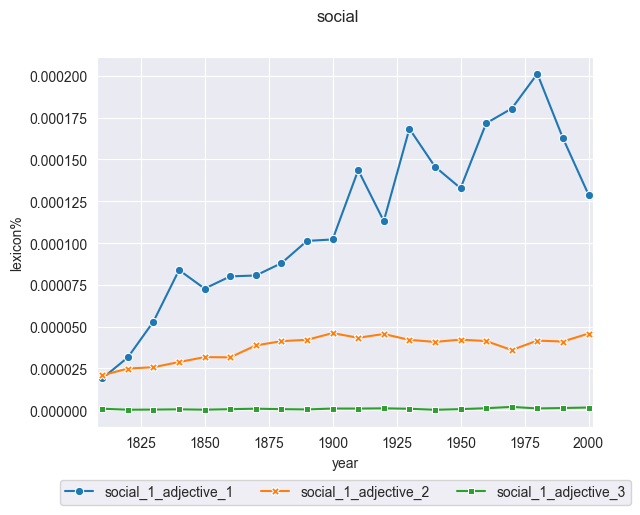 social
0.000200
0.000175
0.000150
0.000125
0.000100
0.000075
0.000050
0.000025
0.000000
lexicon%
1825 1850 1875 1900 1925 1950 1975 2000
year
social_1_adjective_1 social_1_adjective_2 social_1_adjective_3